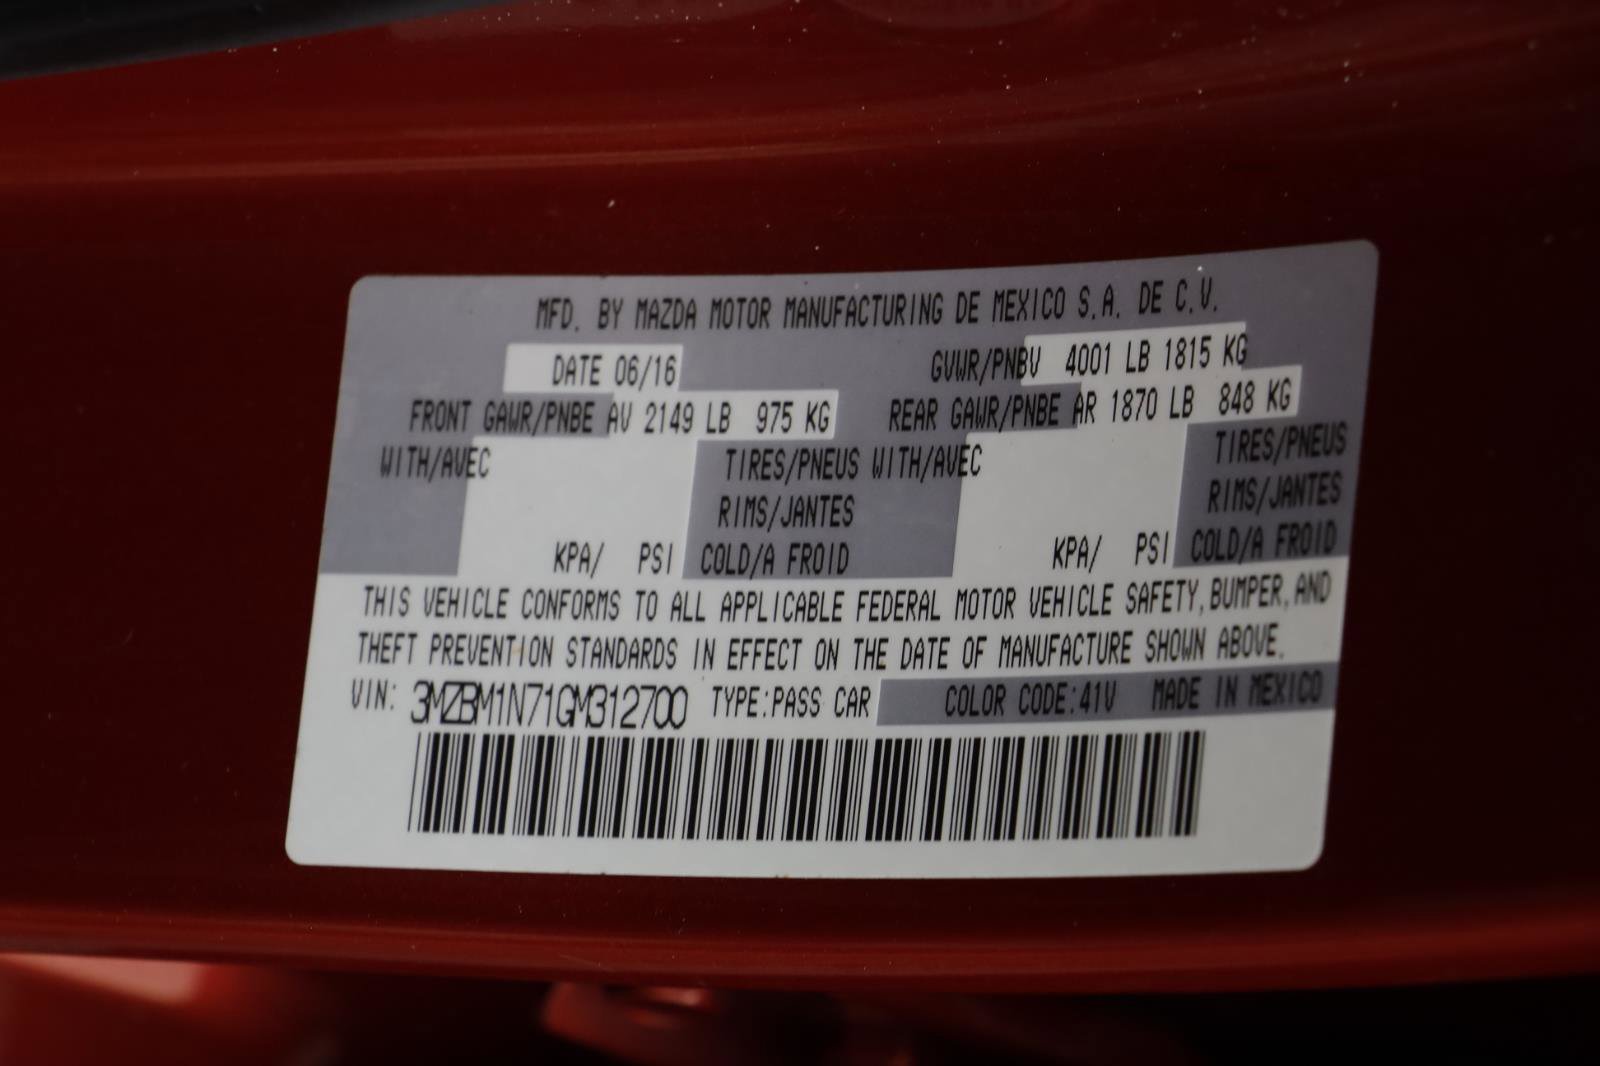 MFD. BY MAZDA MOTOR MANUFACTURING DE MEXICO S.A. DE C.V.
DATE 06/16 GVWR/PNBV 4001 LB 1815 KG
FRONT GAWR/PNBE AV 2149 LB 975 KG REAR GAWR/PNBE AR 1870 LB 848 KG
WITH/AVEC TIRES/PNEUS WITH/AVEC TIRES/PNEUS
RIMS/JANTES RIMS/JANTES
KPA/ PSI COLD/A FROID KPA/ PSI COLD/A FROID
THIS VEHICLE CONFORMS TO ALL APPLICABLE FEDERAL MOTOR VEHICLE SAFETY, BUMPER, AND
THEFT PREVENTION STANDARDS IN EFFECT ON THE DATE OF MANUFACTURE SHOWN ABOVE.
VIN: 3MZBM1N71GM312700 TYPE:PASS CAR COLOR CODE:41V MADE IN MEXICO